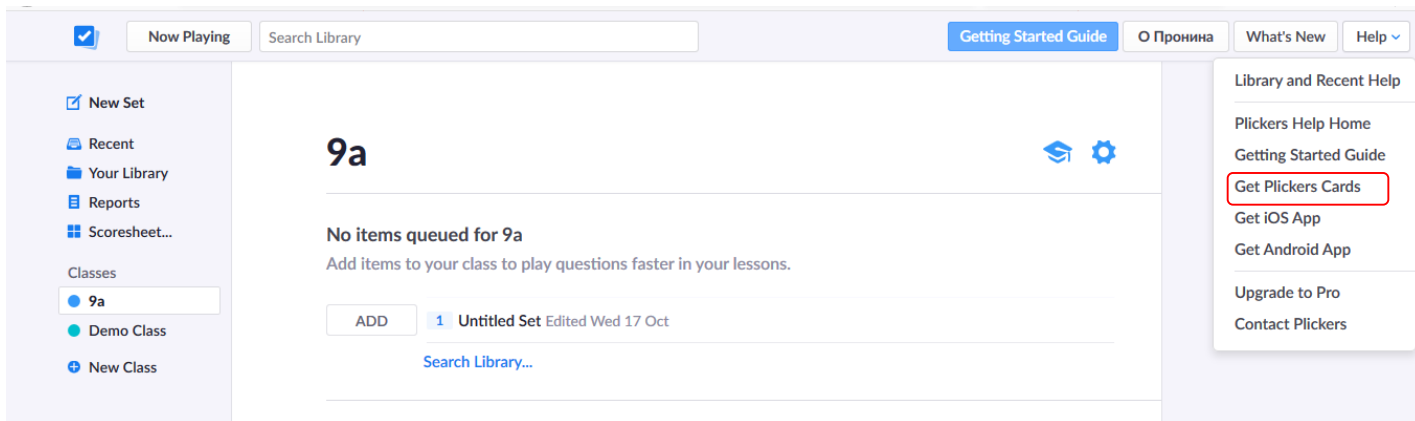 Now Playing
Search Library
Getting Started Guide
О Пронина
What's New
Help
New Set
Recent
Your Library
Reports
Scoresheet...
Classes
9a
Demo Class
New Class
9a
No items queued for 9a
Add items to your class to play questions faster in your lessons.
ADD
1 Untitled Set Edited Wed 17 Oct
Search Library...
Library and Recent Help
Plickers Help Home
Getting Started Guide
Get Plickers Cards
Get iOS App
Get Android App
Upgrade to Pro
Contact Plickers